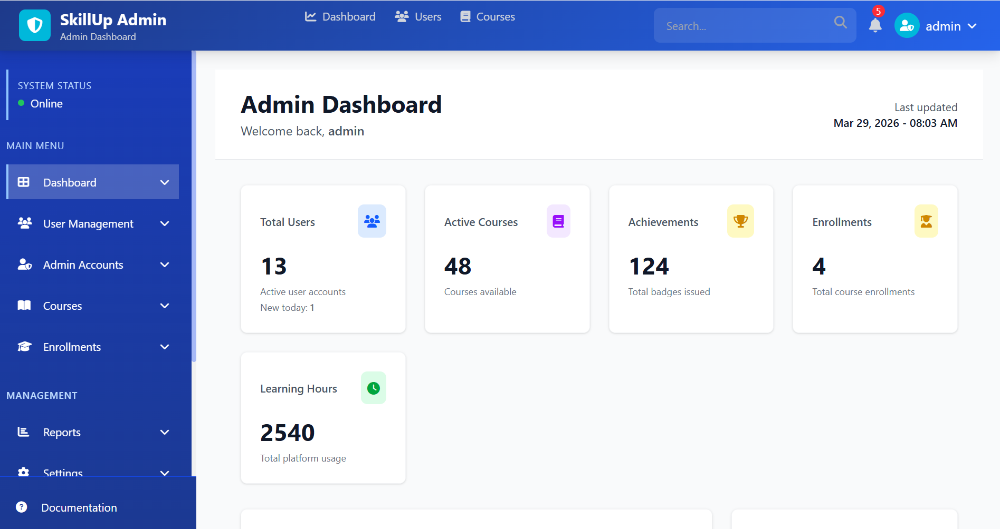 SkillUp Admin
Admin Dashboard
Dashboard
Users
Courses
Search...
5
admin
SYSTEM STATUS
Online
MAIN MENU
Dashboard
User Management
Admin Accounts
Courses
Enrollments
MANAGEMENT
Reports
Settings
Documentation
Admin Dashboard
Welcome back, admin
Last updated
Mar 29, 2026 - 08:03 AM
Total Users
13
Active user accounts
New today: 1
Active Courses
48
Courses available
Achievements
124
Total badges issued
Enrollments
4
Total course enrollments
Learning Hours
2540
Total platform usage